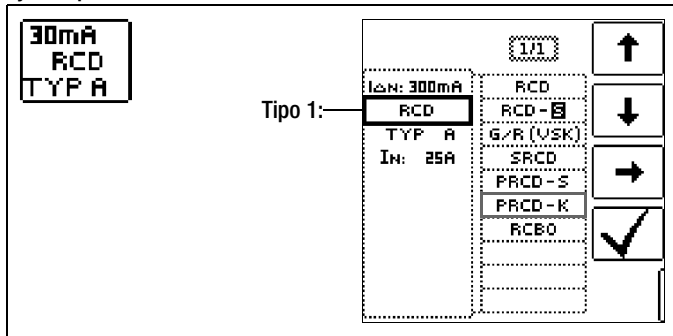 30mA
RCD
TYP A
Tipo 1:
1/1
I∆N: 300mA
RCD
TYP A
IN: 25A
RCD
RCD-S
G/R (VSK)
SRCD
PRCD-S
PRCD-K
RCBO